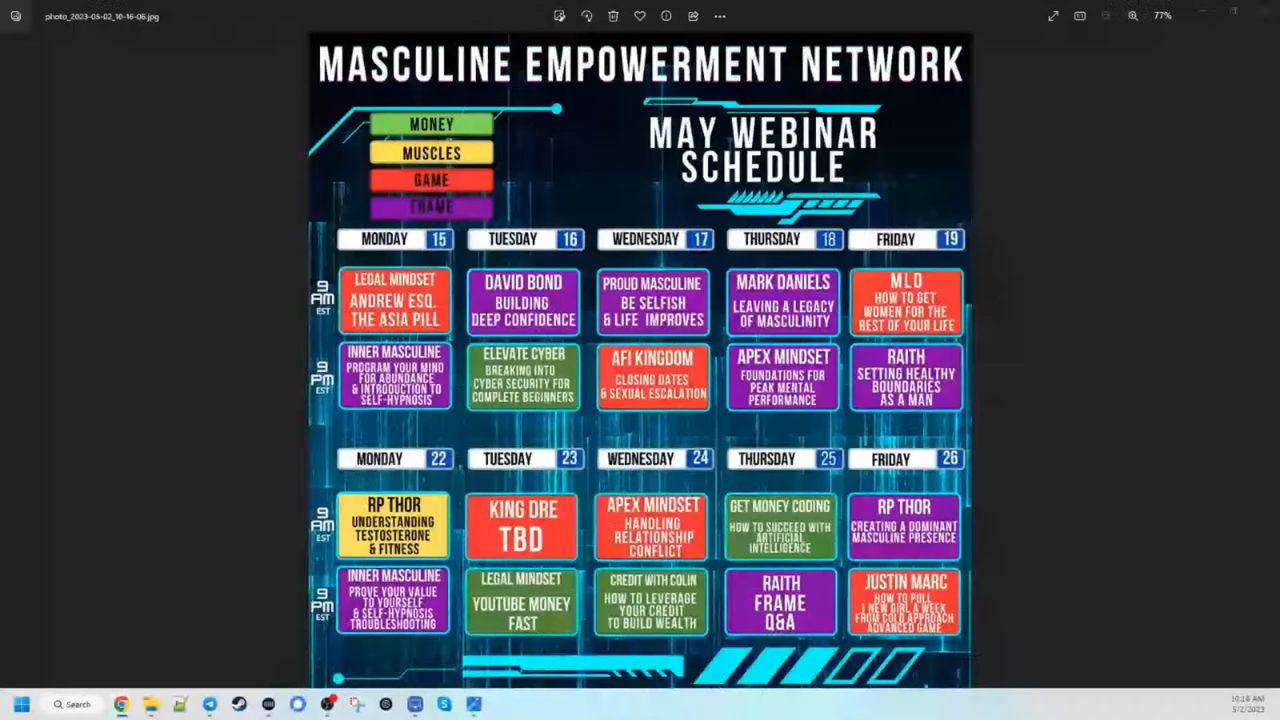 photo_2023-05-02_10-16-06.jpg
77%
MASCULINE EMPOWERMENT NETWORK
MONEY
MUSCLES
GAME
FRAME
MAY WEBINAR
SCHEDULE
MONDAY 15
TUESDAY 16
WEDNESDAY 17
THURSDAY 18
FRIDAY 19
9
AM
EST
LEGAL MINDSET
ANDREW ESQ.
THE ASIA PILL
DAVID BOND
BUILDING
DEEP CONFIDENCE
PROUD MASCULINE
BE SELFISH
& LIFE IMPROVES
MARK DANIELS
LEAVING A LEGACY
OF MASCULINITY
MLD
HOW TO GET
WOMEN FOR THE
REST OF YOUR LIFE
9
PM
EST
INNER MASCULINE
PROGRAM YOUR MIND
FOR ABUNDANCE
& INTRODUCTION TO
SELF-HYPNOSIS
ELEVATE CYBER
BREAKING INTO
CYBER SECURITY FOR
COMPLETE BEGINNERS
AFI KINGDOM
CLOSING DATES
& SEXUAL ESCALATION
APEX MINDSET
FOUNDATIONS FOR
PEAK MENTAL
PERFORMANCE
RAITH
SETTING HEALTHY
BOUNDARIES
AS A MAN
MONDAY 22
TUESDAY 23
WEDNESDAY 24
THURSDAY 25
FRIDAY 26
9
AM
EST
RP THOR
UNDERSTANDING
TESTOSTERONE
& FITNESS
KING DRE
TBD
APEX MINDSET
HANDLING
RELATIONSHIP
CONFLICT
GET MONEY CODING
HOW TO SUCCEED WITH
ARTIFICIAL
INTELLIGENCE
RP THOR
CREATING A DOMINANT
MASCULINE PRESENCE
9
PM
EST
INNER MASCULINE
PROVE YOUR VALUE
TO YOURSELF
& SELF-HYPNOSIS
TROUBLESHOOTING
LEGAL MINDSET
YOUTUBE MONEY
FAST
CREDIT WITH COLIN
HOW TO LEVERAGE
YOUR CREDIT
TO BUILD WEALTH
RAITH
FRAME
Q&A
JUSTIN MARC
HOW TO PULL
1 NEW GIRL A WEEK
FROM COLD APPROACH
ADVANCED GAME
Search
10:16 AM
5/2/2023